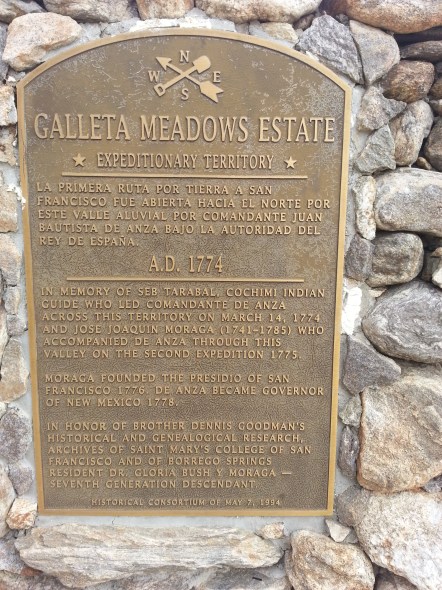 N
W E
S
GALLETA MEADOWS ESTATE
★ EXPEDITIONARY TERRITORY ★
LA PRIMERA RUTA POR TIERRA A SAN
FRANCISCO FUE ABIERTA HACIA EL NORTE POR
ESTE VALLE ALUVIAL POR COMANDANTE JUAN
BAUTISTA DE ANZA BAJO LA AUTORIDAD DEL
REY DE ESPAÑA.
A.D. 1774
IN MEMORY OF SEB TARABAL, COCHIMI INDIAN
GUIDE WHO LED COMANDANTE DE ANZA
ACROSS THIS TERRITORY ON MARCH 14, 1774
AND JOSE JOAQUIN MORAGA (1741-1785) WHO
ACCOMPANIED DE ANZA THROUGH THIS
VALLEY ON THE SECOND EXPEDITION 1775.
MORAGA FOUNDED THE PRESIDIO OF SAN
FRANCISCO 1776. DE ANZA BECAME GOVERNOR
OF NEW MEXICO 1778.
IN HONOR OF BROTHER DENNIS GOODMAN'S
HISTORICAL AND GENEALOGICAL RESEARCH,
ARCHIVES OF SAINT MARY'S COLLEGE OF SAN
FRANCISCO AND OF BORREGO SPRINGS
RESIDENT DR. GLORIA BUSH Y MORAGA —
SEVENTH GENERATION DESCENDANT.
HISTORICAL CONSORTIUM OF MAY 7, 1994